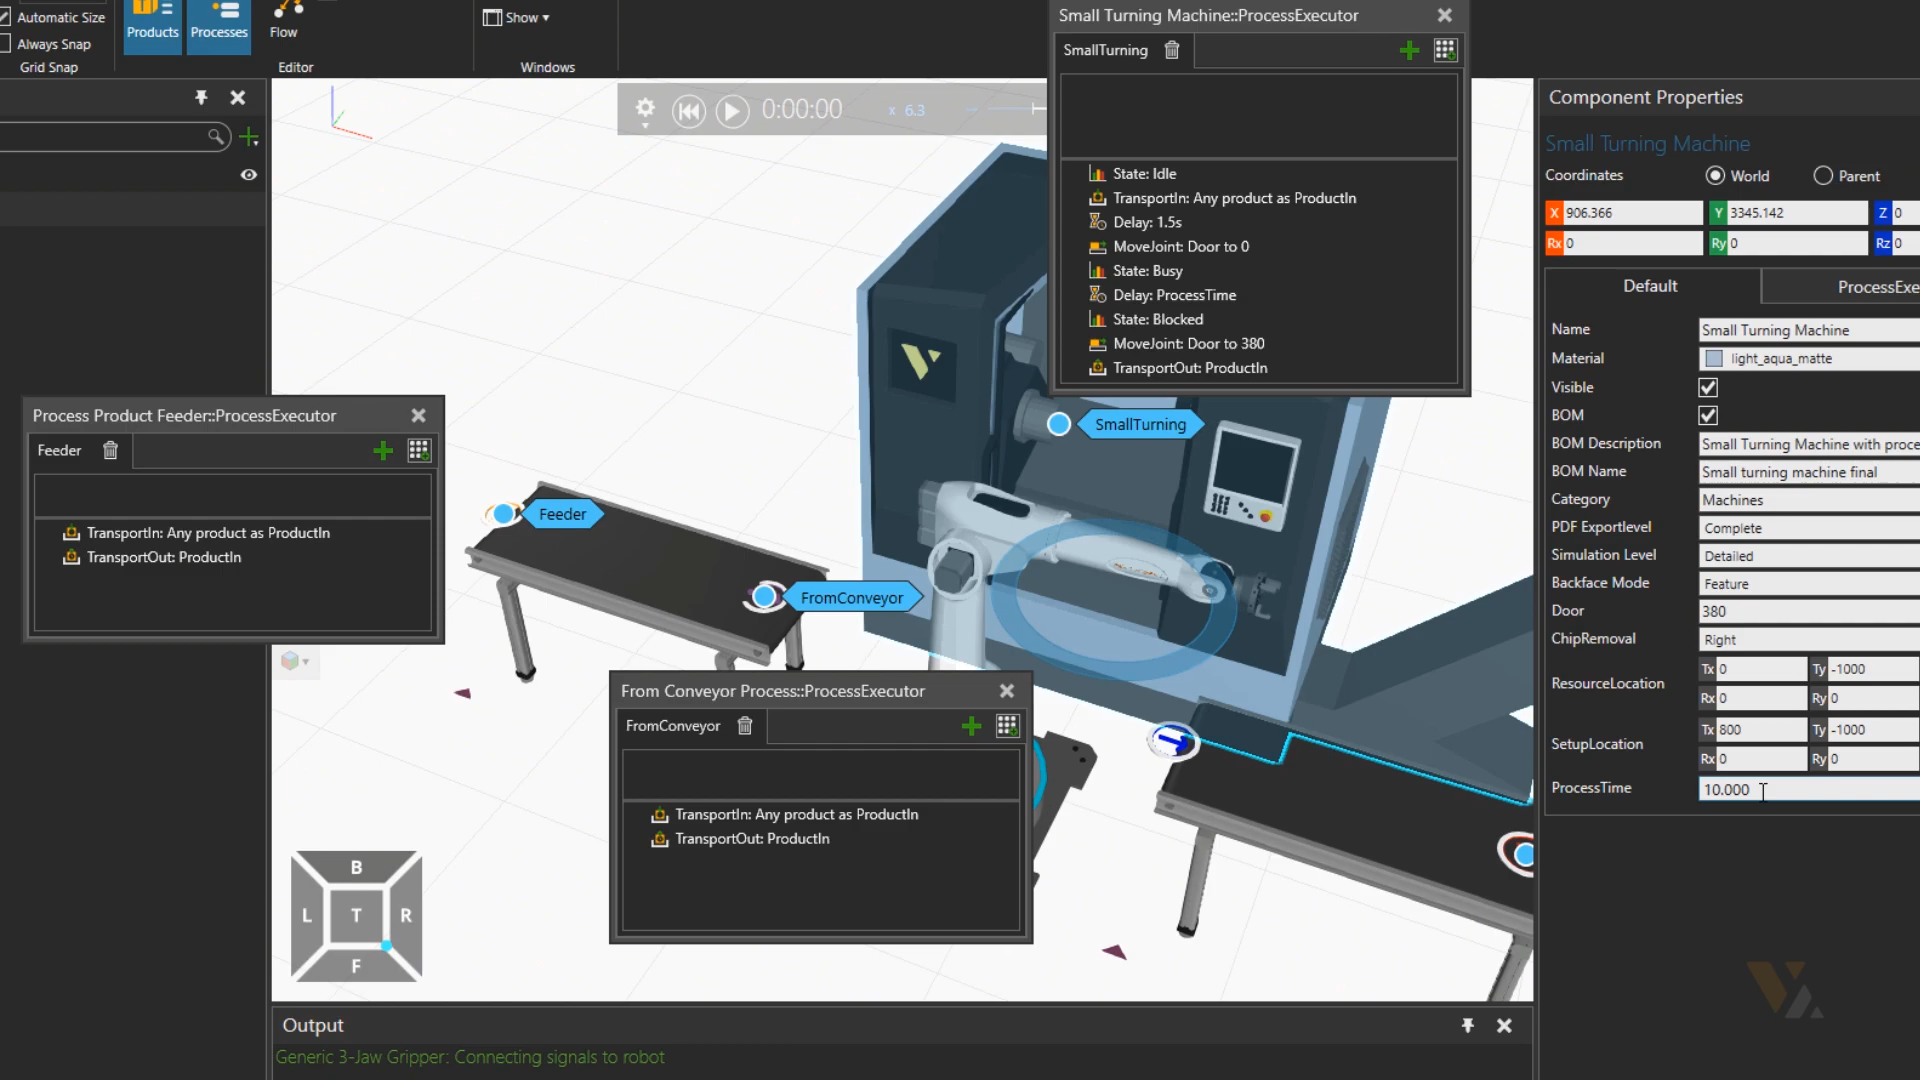 Automatic Size
Always Snap
Grid Snap
Products
Processes
Flow
Editor
Show
Windows
0:00:00
x 6.3
Small Turning Machine::ProcessExecutor
SmallTurning
State: Idle
TransportIn: Any product as ProductIn
Delay: 1.5s
MoveJoint: Door to 0
State: Busy
Delay: ProcessTime
State: Blocked
MoveJoint: Door to 380
TransportOut: ProductIn
Process Product Feeder::ProcessExecutor
Feeder
TransportIn: Any product as ProductIn
TransportOut: ProductIn
Feeder
FromConveyor
SmallTurning
From Conveyor Process::ProcessExecutor
FromConveyor
TransportIn: Any product as ProductIn
TransportOut: ProductIn
B
L T R
F
Output
Generic 3-Jaw Gripper: Connecting signals to robot
Component Properties
Small Turning Machine
Coordinates World Parent
X 906.366 Y 3345.142 Z 0
Rx 0 Ry 0 Rz 0
Default ProcessExe
Name Small Turning Machine
Material light_aqua_matte
Visible
BOM
BOM Description Small Turning Machine with proce
BOM Name Small turning machine final
Category Machines
PDF Exportlevel Complete
Simulation Level Detailed
Backface Mode Feature
Door 380
ChipRemoval Right
ResourceLocation Tx 0 Ty -1000
Rx 0 Ry 0
SetupLocation Tx 800 Ty -1000
Rx 0 Ry 0
ProcessTime 10.000